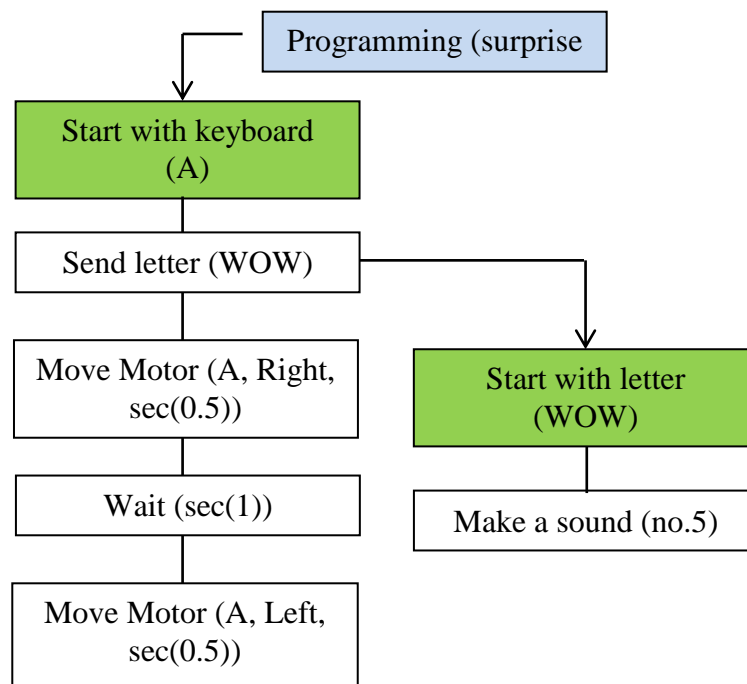 Programming (surprise
Start with keyboard
(A)
Send letter (WOW)
Move Motor (A, Right,
sec(0.5))
Wait (sec(1))
Move Motor (A, Left,
sec(0.5))
Start with letter
(WOW)
Make a sound (no.5)